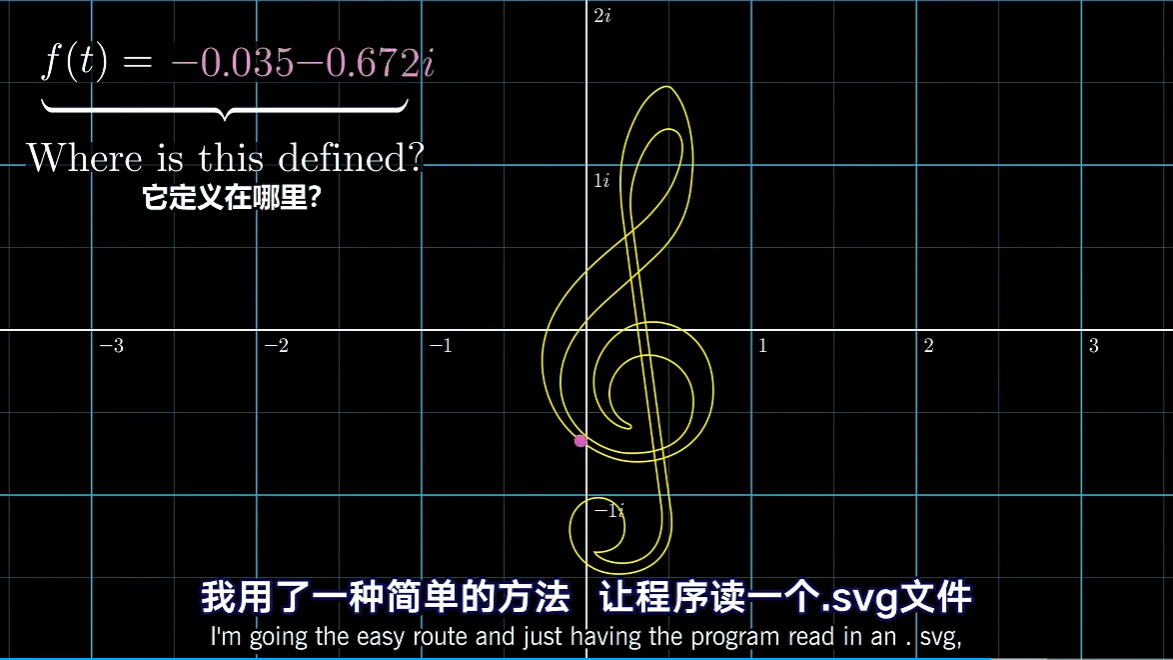 2i
f(t) = −0.035−0.672i
Where is this defined?
它定义在哪里?
1i
−3 −2 −1 1 2 3
−1i
我用了一种简单的方法 让程序读一个.svg文件
I'm going the easy route and just having the program read in an . svg,